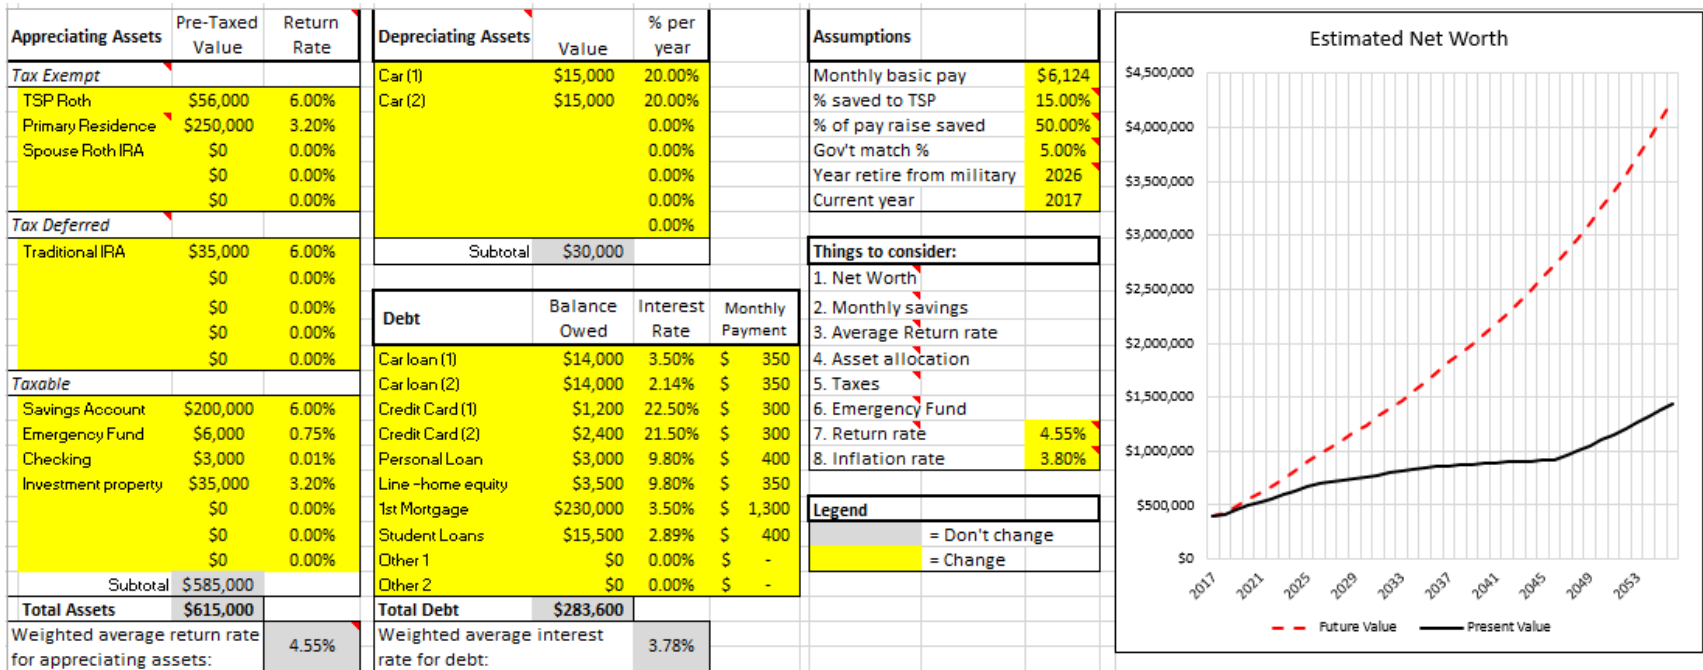 Appreciating Assets Pre-Taxed Value Return Rate
Tax Exempt
TSP Roth $56,000 6.00%
Primary Residence $250,000 3.20%
Spouse Roth IRA $0 0.00%
$0 0.00%
$0 0.00%
Tax Deferred
Traditional IRA $35,000 6.00%
$0 0.00%
$0 0.00%
$0 0.00%
$0 0.00%
Taxable
Savings Account $200,000 6.00%
Emergency Fund $6,000 0.75%
Checking $3,000 0.01%
Investment property $35,000 3.20%
$0 0.00%
$0 0.00%
$0 0.00%
Subtotal $585,000
Total Assets $615,000
Weighted average return rate
for appreciating assets: 4.55%
Depreciating Assets Value % per year
Car (1) $15,000 20.00%
Car (2) $15,000 20.00%
0.00%
0.00%
0.00%
0.00%
0.00%
Subtotal $30,000
Debt Balance Owed Interest Rate Monthly Payment
Car loan (1) $14,000 3.50% $ 350
Car loan (2) $14,000 2.14% $ 350
Credit Card (1) $1,200 22.50% $ 300
Credit Card (2) $2,400 21.50% $ 300
Personal Loan $3,000 9.80% $ 400
Line -home equity $3,500 9.80% $ 350
1st Mortgage $230,000 3.50% $ 1,300
Student Loans $15,500 2.89% $ 400
Other 1 $0 0.00% $ -
Other 2 $0 0.00% $ -
Total Debt $283,600
Weighted average interest
rate for debt: 3.78%
Assumptions
Monthly basic pay $6,124
% saved to TSP 15.00%
% of pay raise saved 50.00%
Gov't match % 5.00%
Year retire from military 2026
Current year 2017
Things to consider:
1. Net Worth
2. Monthly savings
3. Average Return rate
4. Asset allocation
5. Taxes
6. Emergency Fund
7. Return rate 4.55%
8. Inflation rate 3.80%
Legend
= Don't change
= Change
Estimated Net Worth
$4,500,000
$4,000,000
$3,500,000
$3,000,000
$2,500,000
$2,000,000
$1,500,000
$1,000,000
$500,000
$0
2017 2021 2025 2029 2033 2037 2041 2045 2049 2053
Future Value Present Value